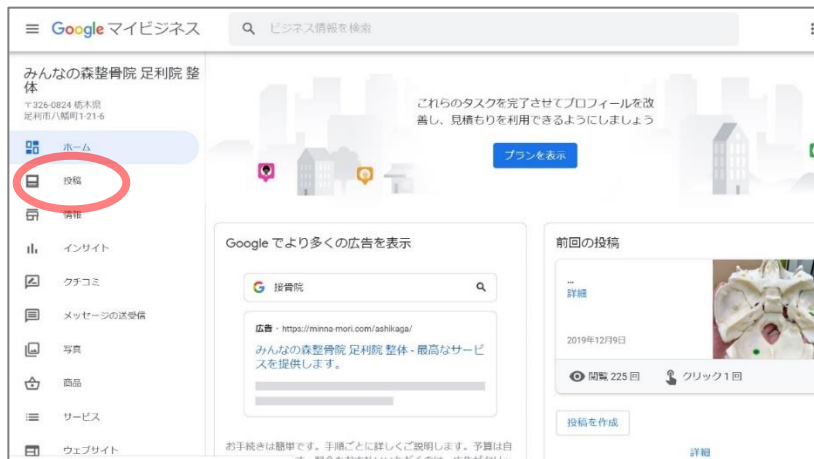 Google マイビジネス
ビジネス情報を検索
みんなの森整骨院 足利院 整
体
〒326-0824 栃木県
足利市八幡町1-21-6
ホーム
投稿
情報
インサイト
クチコミ
メッセージの送受信
写真
商品
サービス
ウェブサイト
これらのタスクを完了させてプロフィールを改
善し、見積もりを利用できるようにしましょう
プランを表示
Google でより多くの広告を表示
G 接骨院
広告 · https://minna-mori.com/ashikaga/
みんなの森整骨院 足利院 整体 - 最高なサービ
スを提供します。
お手続きは簡単です。手順ごとに詳しくご説明します。予算は自
前回の投稿
...
詳細
2019年12月9日
閲覧 225 回
クリック 1 回
投稿を作成
詳細